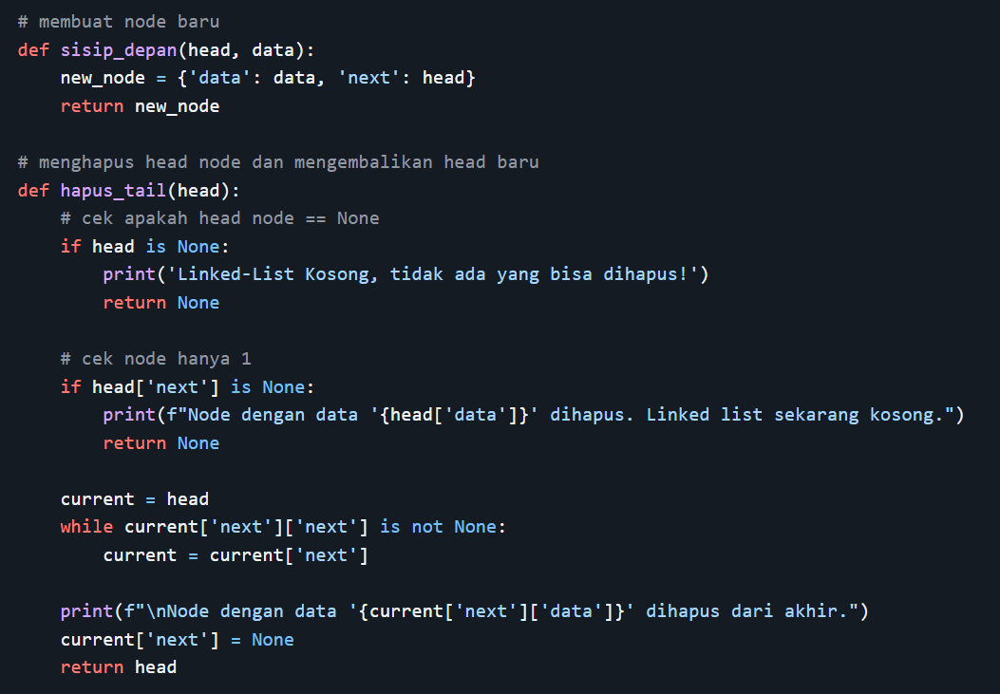 # membuat node baru
def sisip_depan(head, data):
    new_node = {'data': data, 'next': head}
    return new_node

# menghapus head node dan mengembalikan head baru
def hapus_tail(head):
    # cek apakah head node == None
    if head is None:
        print('Linked-List Kosong, tidak ada yang bisa dihapus!')
        return None

    # cek node hanya 1
    if head['next'] is None:
        print(f"Node dengan data '{head['data']}' dihapus. Linked list sekarang kosong.")
        return None

    current = head
    while current['next']['next'] is not None:
        current = current['next']

    print(f"\nNode dengan data '{current['next']['data']}' dihapus dari akhir.")
    current['next'] = None
    return head